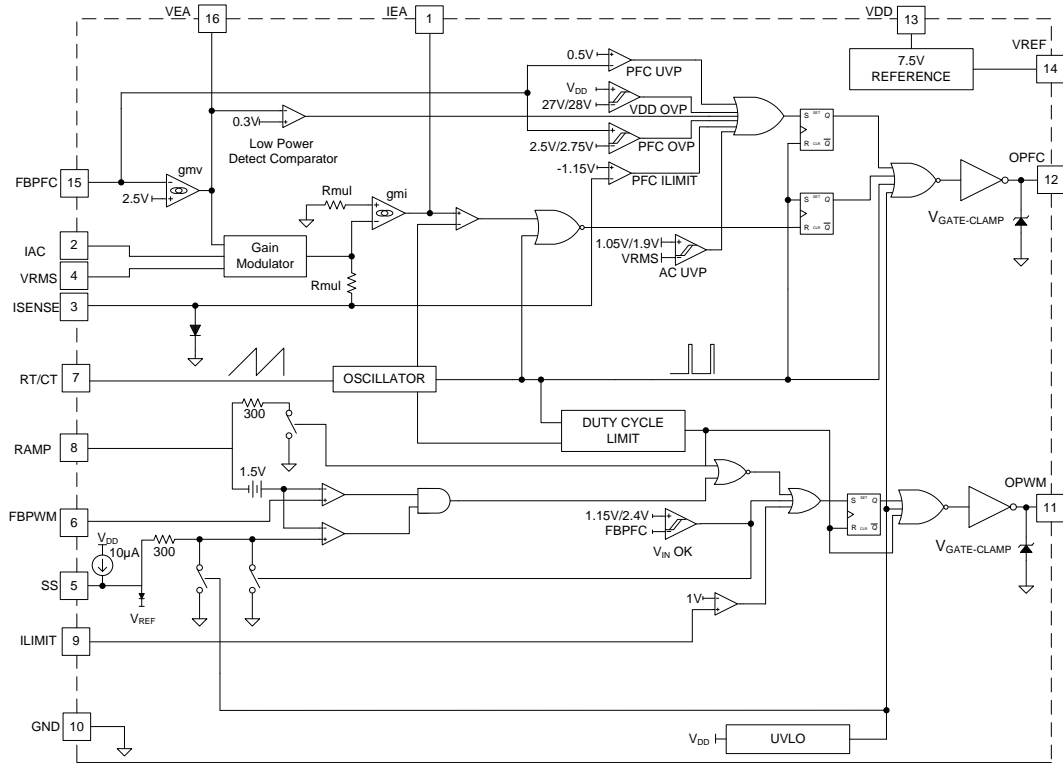 VEA
16
IEA
1
VDD
13
VREF
14
7.5V
REFERENCE
0.5V
PFC UVP
VDD
27V/28V
VDD OVP
0.3V
Low Power
Detect Comparator
2.5V/2.75V
PFC OVP
-1.15V
PFC ILIMIT
S SET Q
R CLR Q̅
FBPFC
15
gmv
2.5V
Rmul
gmi
OPFC
12
VGATE-CLAMP
S SET Q
R CLR Q̅
IAC
2
VRMS
4
Gain
Modulator
Rmul
1.05V/1.9V
VRMS
AC UVP
ISENSE
3
RT/CT
7
OSCILLATOR
300
DUTY CYCLE
LIMIT
RAMP
8
1.5V
FBPWM
6
1.15V/2.4V
FBPFC
VIN OK
S SET Q
R CLR Q̅
OPWM
11
VGATE-CLAMP
VDD
10μA
300
SS
5
VREF
1V
ILIMIT
9
GND
10
VDD
UVLO